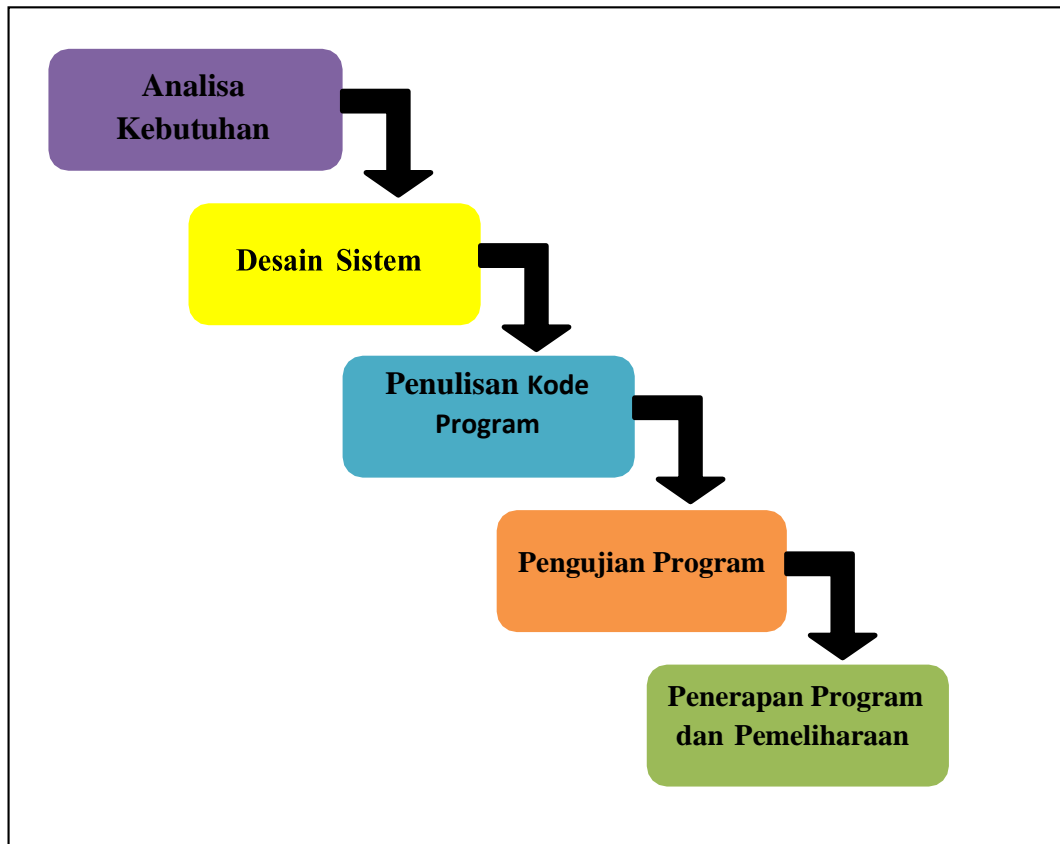 Analisa
Kebutuhan
Desain Sistem
Penulisan Kode
Program
Pengujian Program
Penerapan Program
dan Pemeliharaan